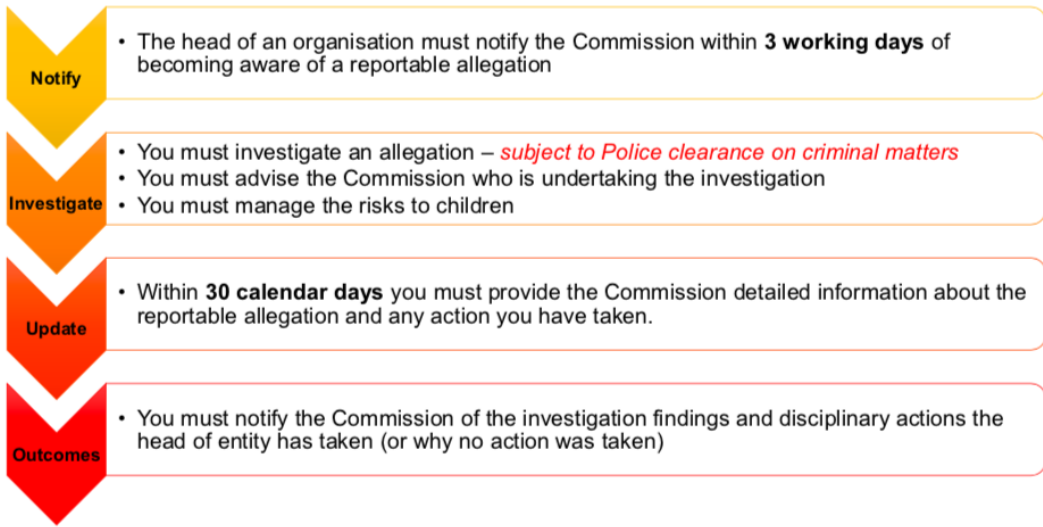 Notify
• The head of an organisation must notify the Commission within 3 working days of
becoming aware of a reportable allegation
Investigate
• You must investigate an allegation – subject to Police clearance on criminal matters
• You must advise the Commission who is undertaking the investigation
• You must manage the risks to children
Update
• Within 30 calendar days you must provide the Commission detailed information about the
reportable allegation and any action you have taken.
Outcomes
• You must notify the Commission of the investigation findings and disciplinary actions the
head of entity has taken (or why no action was taken)